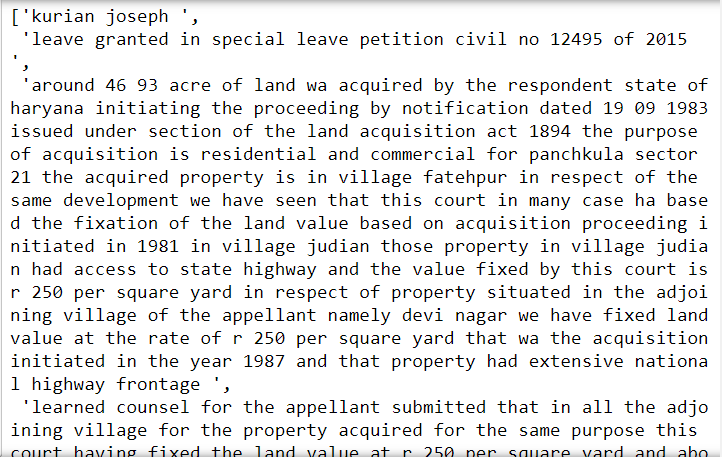 ['kurian joseph ',
 'leave granted in special leave petition civil no 12495 of 2015
',
 'around 46 93 acre of land wa acquired by the respondent state of
haryana initiating the proceeding by notification dated 19 09 1983
issued under section of the land acquisition act 1894 the purpose
of acquisition is residential and commercial for panchkula sector
21 the acquired property is in village fatehpur in respect of the
same development we have seen that this court in many case ha base
d the fixation of the land value based on acquisition proceeding i
nitiated in 1981 in village judian those property in village judia
n had access to state highway and the value fixed by this court is
r 250 per square yard in respect of property situated in the adjoi
ning village of the appellant namely devi nagar we have fixed land
value at the rate of r 250 per square yard that wa the acquisition
initiated in the year 1987 and that property had extensive nationa
l highway frontage ',
 'learned counsel for the appellant submitted that in all the adjo
ining village for the property acquired for the same purpose this
court having fixed the land value at r 250 per square yard and abo